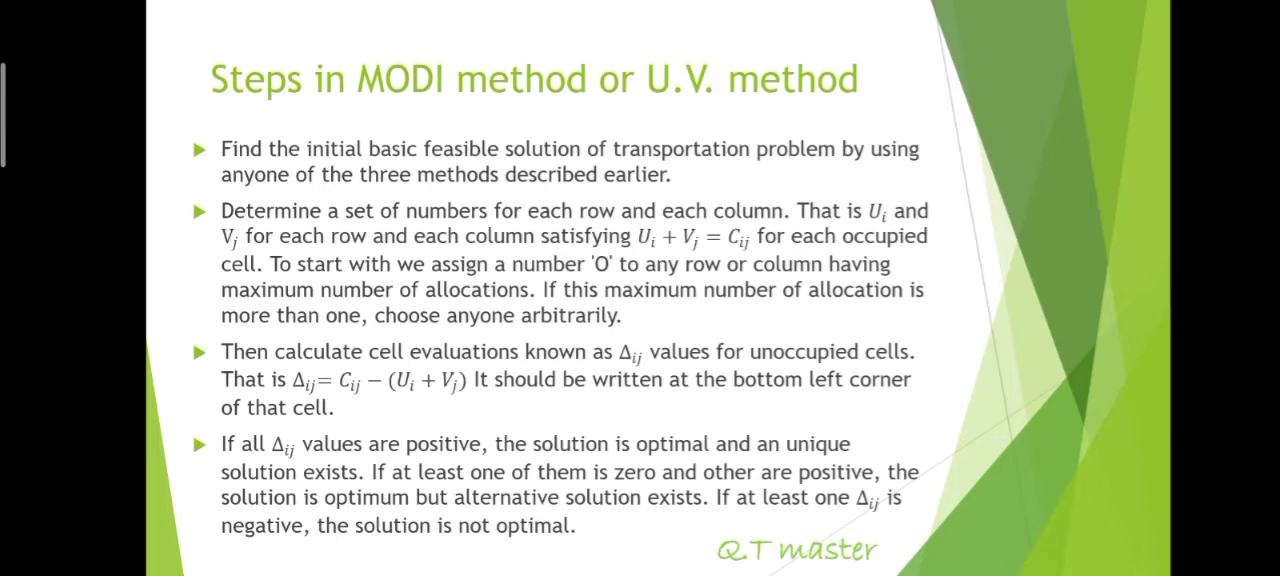 Steps in MODI method or U.V. method
Find the initial basic feasible solution of transportation problem by using
anyone of the three methods described earlier.
Determine a set of numbers for each row and each column. That is Uᵢ and
Vⱼ for each row and each column satisfying Uᵢ + Vⱼ = Cᵢⱼ for each occupied
cell. To start with we assign a number 'O' to any row or column having
maximum number of allocations. If this maximum number of allocation is
more than one, choose anyone arbitrarily.
Then calculate cell evaluations known as Δᵢⱼ values for unoccupied cells.
That is Δᵢⱼ= Cᵢⱼ − (Uᵢ + Vⱼ) It should be written at the bottom left corner
of that cell.
If all Δᵢⱼ values are positive, the solution is optimal and an unique
solution exists. If at least one of them is zero and other are positive, the
solution is optimum but alternative solution exists. If at least one Δᵢⱼ is
negative, the solution is not optimal.
Q.T master